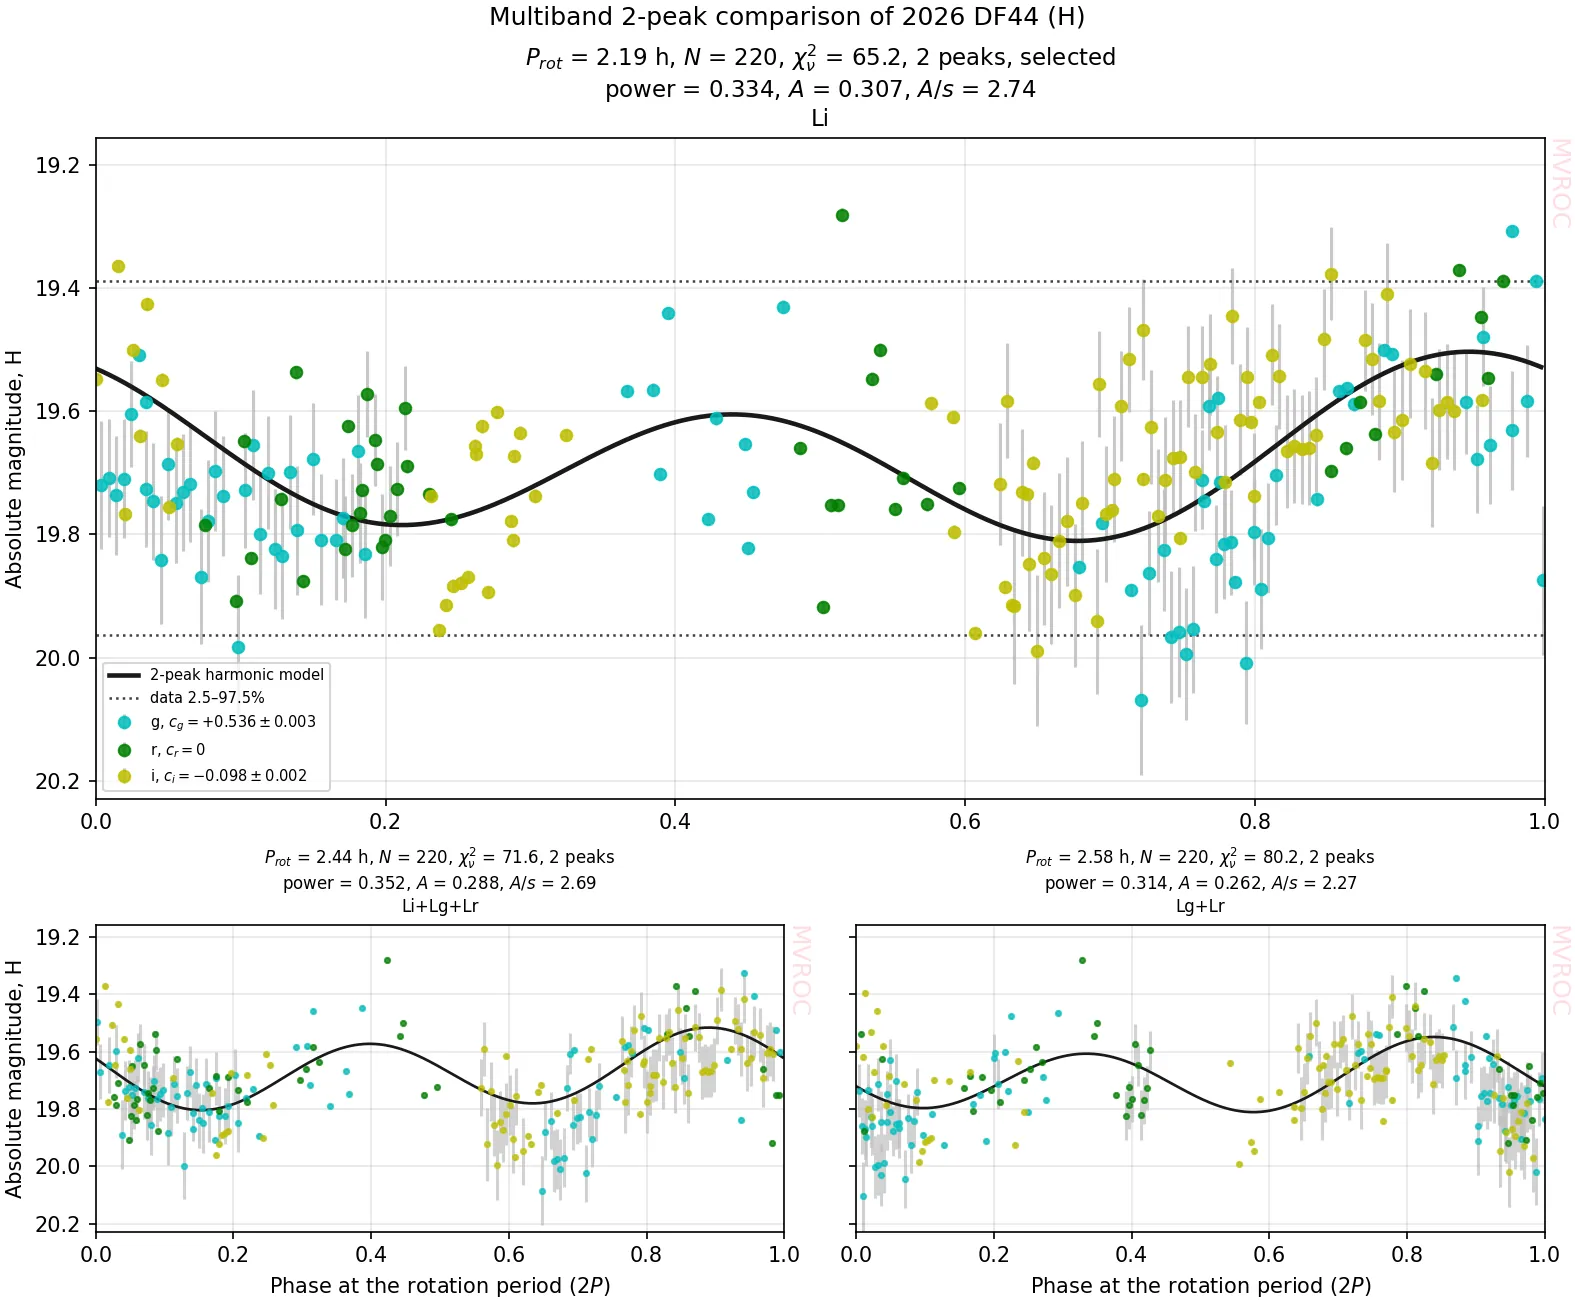 Multiband 2-peak comparison of 2026 DF44 (H)
P_rot = 2.19 h, N = 220, χ²_ν = 65.2, 2 peaks, selected
power = 0.334, A = 0.307, A/s = 2.74
Li
MVROC
Absolute magnitude, H
19.2
19.4
19.6
19.8
20.0
20.2
2-peak harmonic model
data 2.5–97.5%
g, c_g = +0.536 ± 0.003
r, c_r = 0
i, c_i = −0.098 ± 0.002
0.0 0.2 0.4 0.6 0.8 1.0
P_rot = 2.44 h, N = 220, χ²_ν = 71.6, 2 peaks
power = 0.352, A = 0.288, A/s = 2.69
Li+Lg+Lr
MVROC
Absolute magnitude, H
19.2
19.4
19.6
19.8
20.0
20.2
0.0 0.2 0.4 0.6 0.8 1.0
Phase at the rotation period (2P)
P_rot = 2.58 h, N = 220, χ²_ν = 80.2, 2 peaks
power = 0.314, A = 0.262, A/s = 2.27
Lg+Lr
MVROC
0.0 0.2 0.4 0.6 0.8 1.0
Phase at the rotation period (2P)